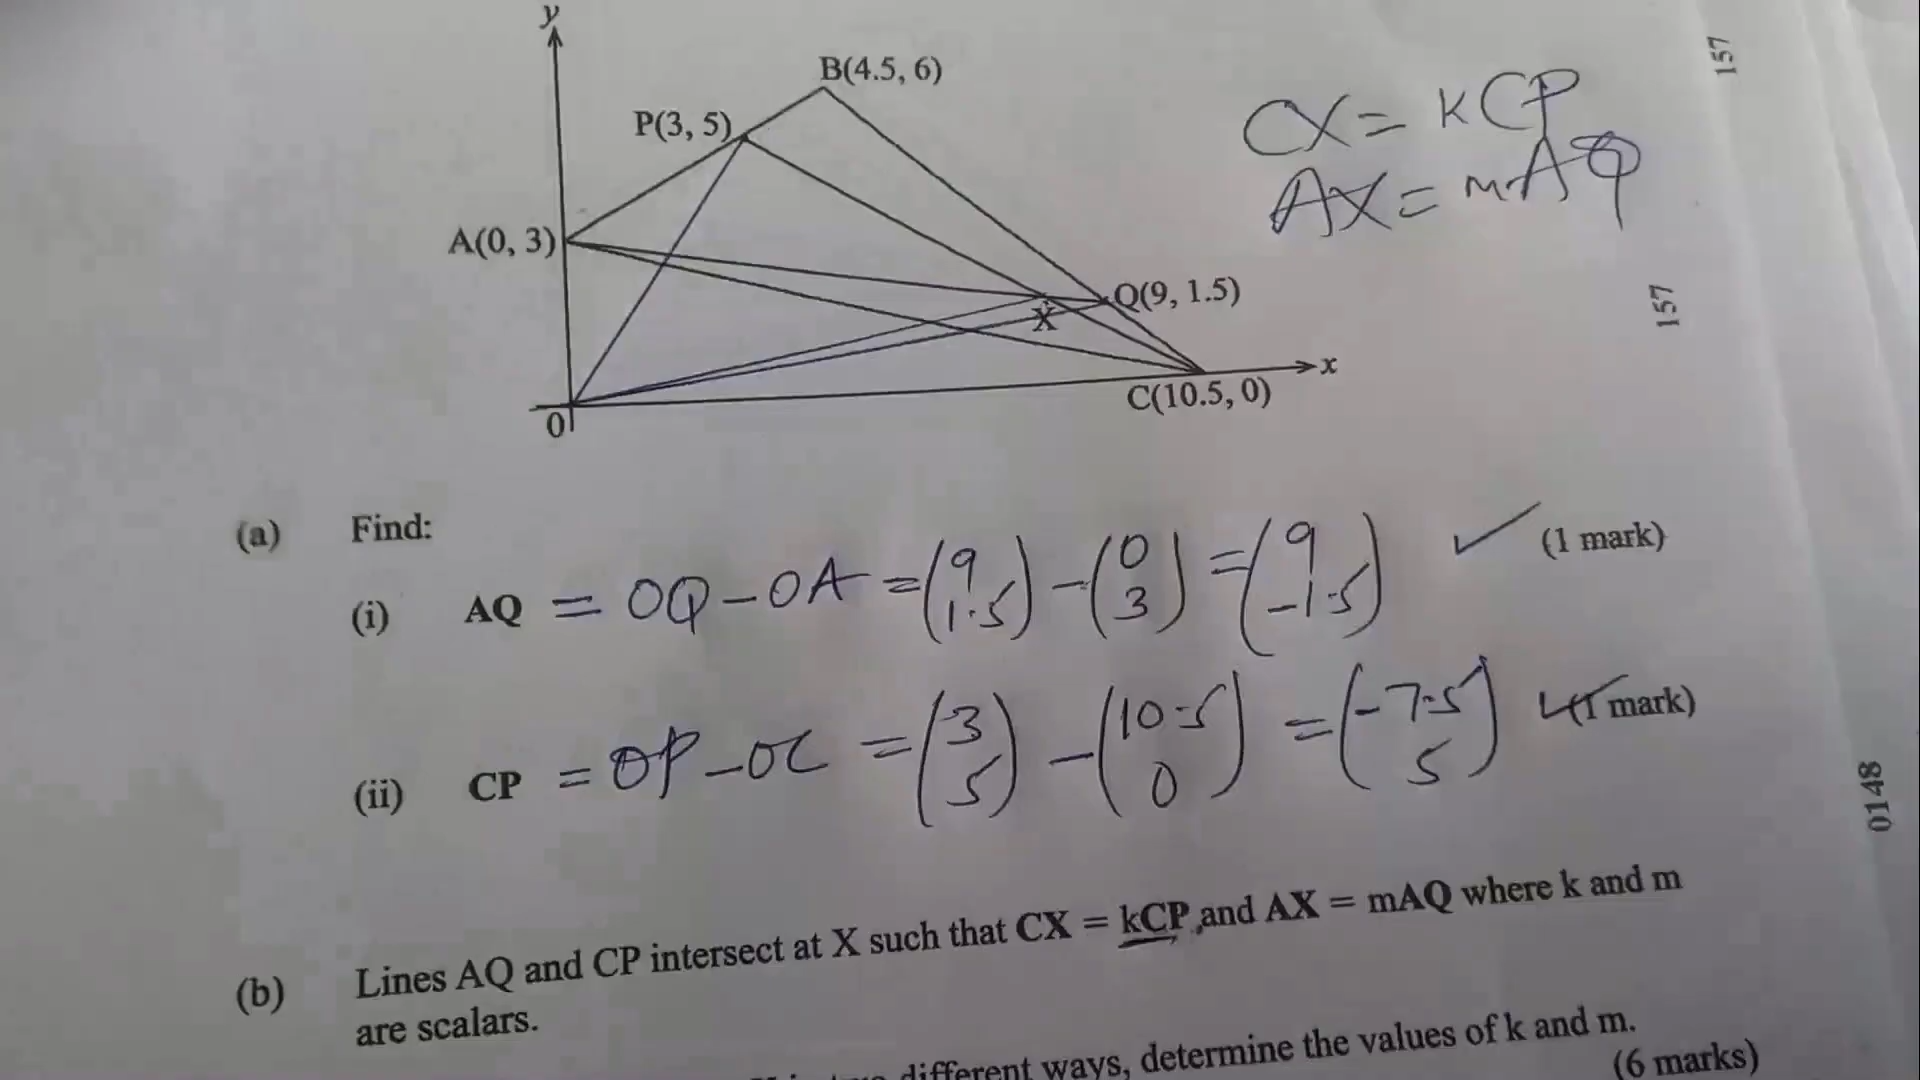 y
B(4.5, 6)
P(3, 5)
A(0, 3)
Q(9, 1.5)
X
x
C(10.5, 0)
0
CX = kCP
AX = mAQ
157
157
0148
(a) Find:
(i) AQ = OQ - OA = (9 1.5) - (0 3) = (9 -1.5) ✓ (1 mark)
(ii) CP = OP - OC = (3 5) - (10.5 0) = (-7.5 5) ✓ (1 mark)
(b) Lines AQ and CP intersect at X such that CX = kCP and AX = mAQ where k and m
are scalars.
different ways, determine the values of k and m.
(6 marks)